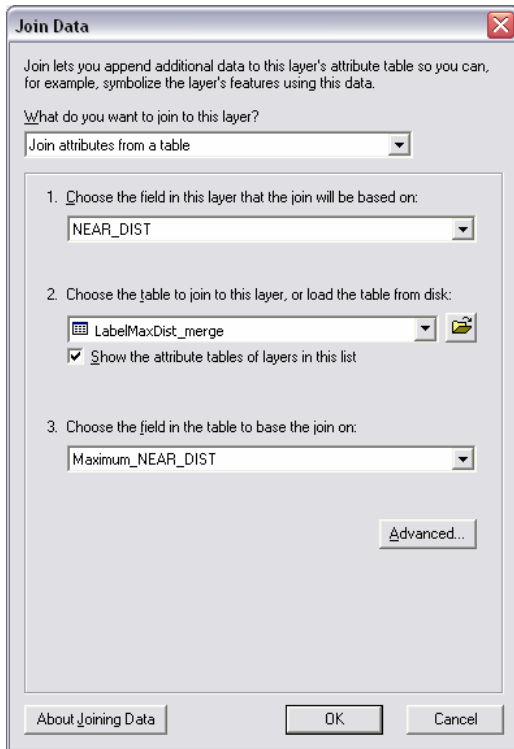 Join Data
Join lets you append additional data to this layer's attribute table so you can,
for example, symbolize the layer's features using this data.
What do you want to join to this layer?
Join attributes from a table
1. Choose the field in this layer that the join will be based on:
NEAR_DIST
2. Choose the table to join to this layer, or load the table from disk:
LabelMaxDist_merge
Show the attribute tables of layers in this list
3. Choose the field in the table to base the join on:
Maximum_NEAR_DIST
Advanced...
About Joining Data
OK
Cancel